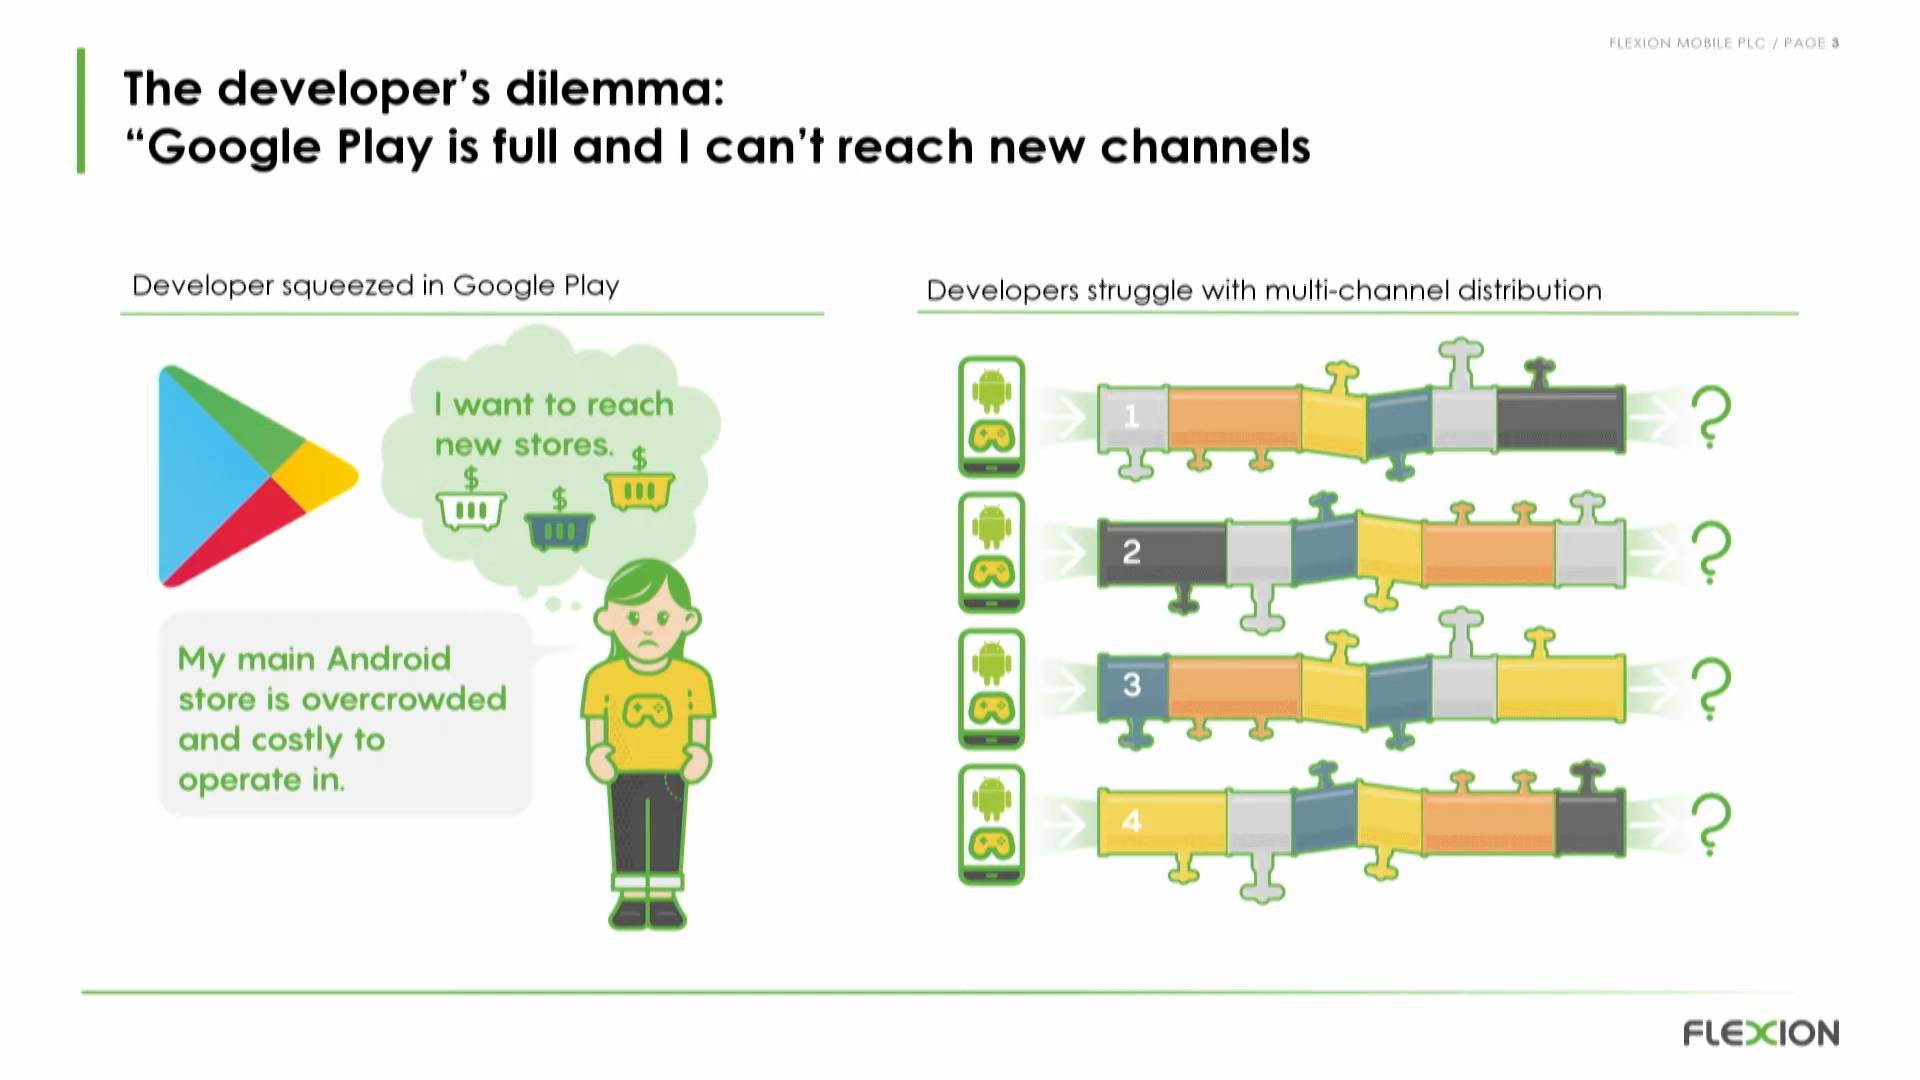 FLEXION MOBILE PLC / PAGE 3
The developer’s dilemma:
“Google Play is full and I can’t reach new channels
Developer squeezed in Google Play
I want to reach
new stores.
$
$
$
My main Android
store is overcrowded
and costly to
operate in.
Developers struggle with multi-channel distribution
1
?
2
?
3
?
4
?
FLEXION